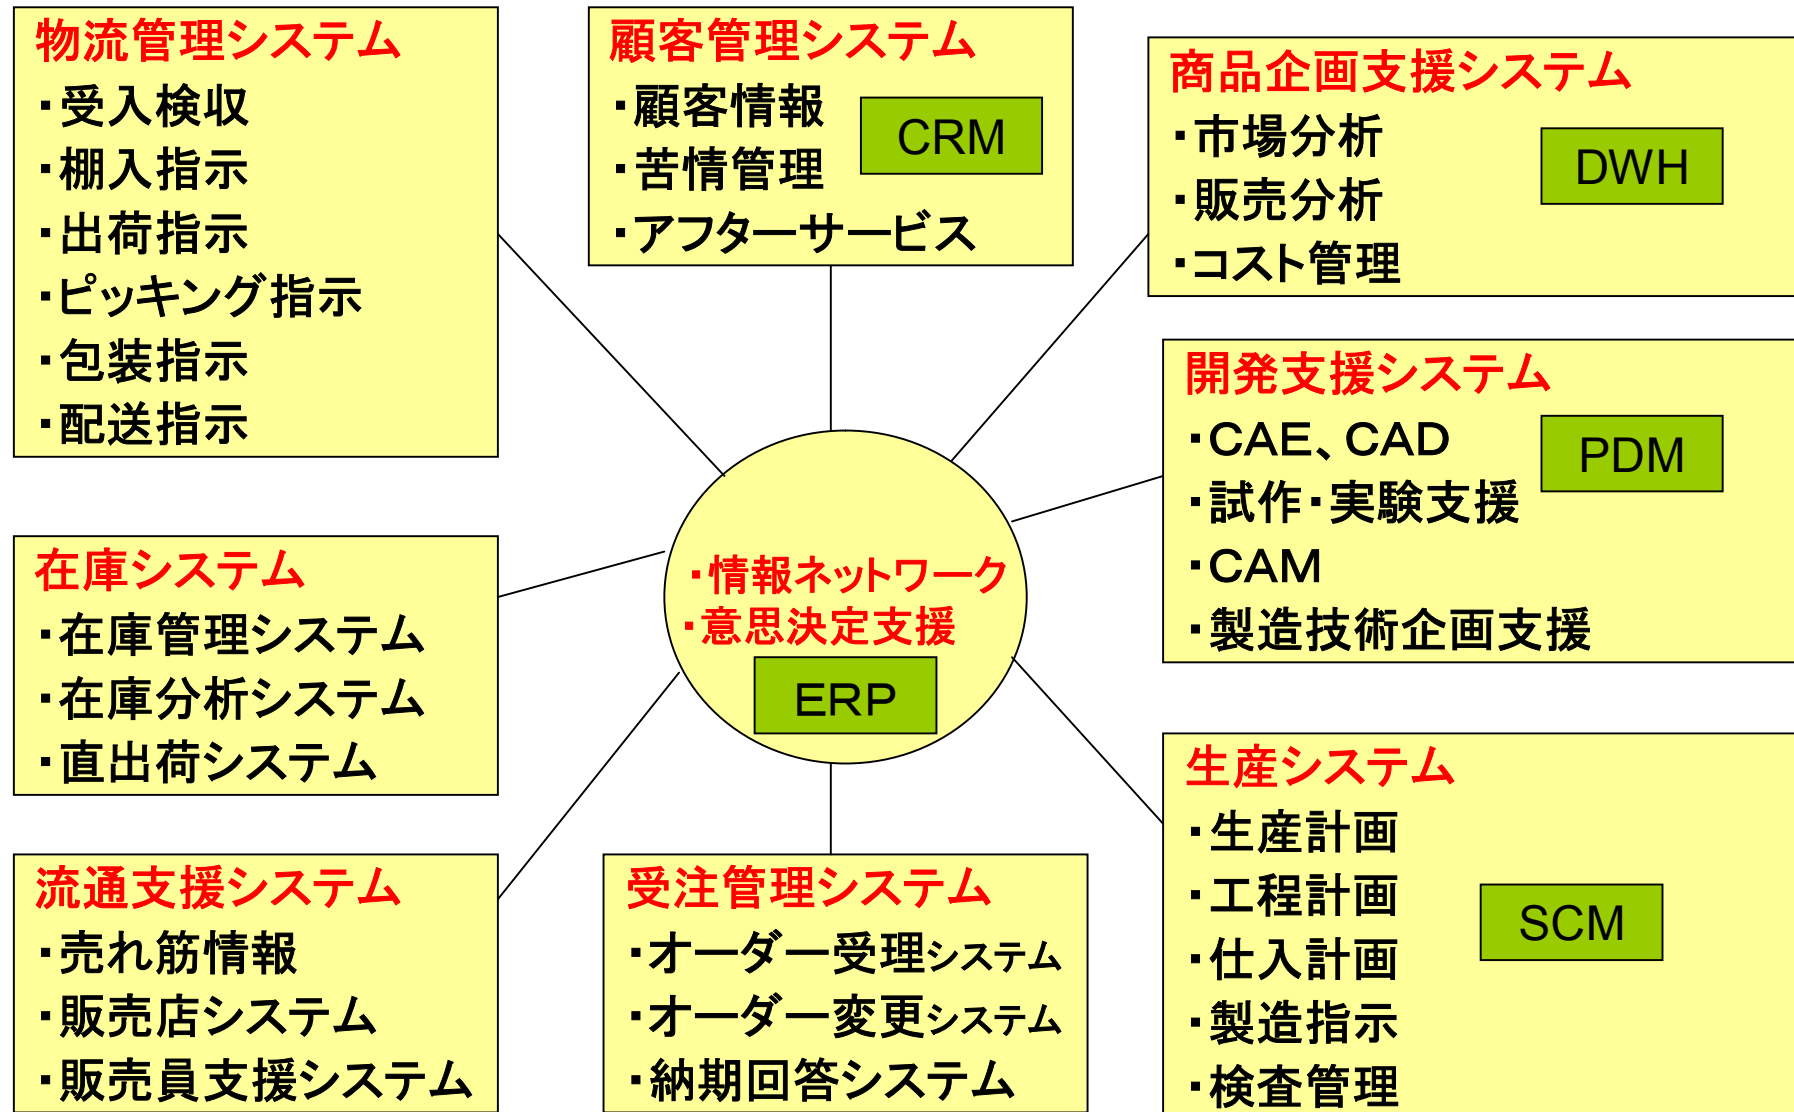 物流管理システム
・受入検収
・棚入指示
・出荷指示
・ピッキング指示
・包装指示
・配送指示
顧客管理システム
・顧客情報
・苦情管理
・アフターサービス
CRM
商品企画支援システム
・市場分析
・販売分析
・コスト管理
DWH
開発支援システム
・CAE、CAD
・試作・実験支援
・CAM
・製造技術企画支援
PDM
・情報ネットワーク
・意思決定支援
ERP
在庫システム
・在庫管理システム
・在庫分析システム
・直出荷システム
流通支援システム
・売れ筋情報
・販売店システム
・販売員支援システム
受注管理システム
・オーダー受理システム
・オーダー変更システム
・納期回答システム
生産システム
・生産計画
・工程計画
・仕入計画
・製造指示
・検査管理
SCM